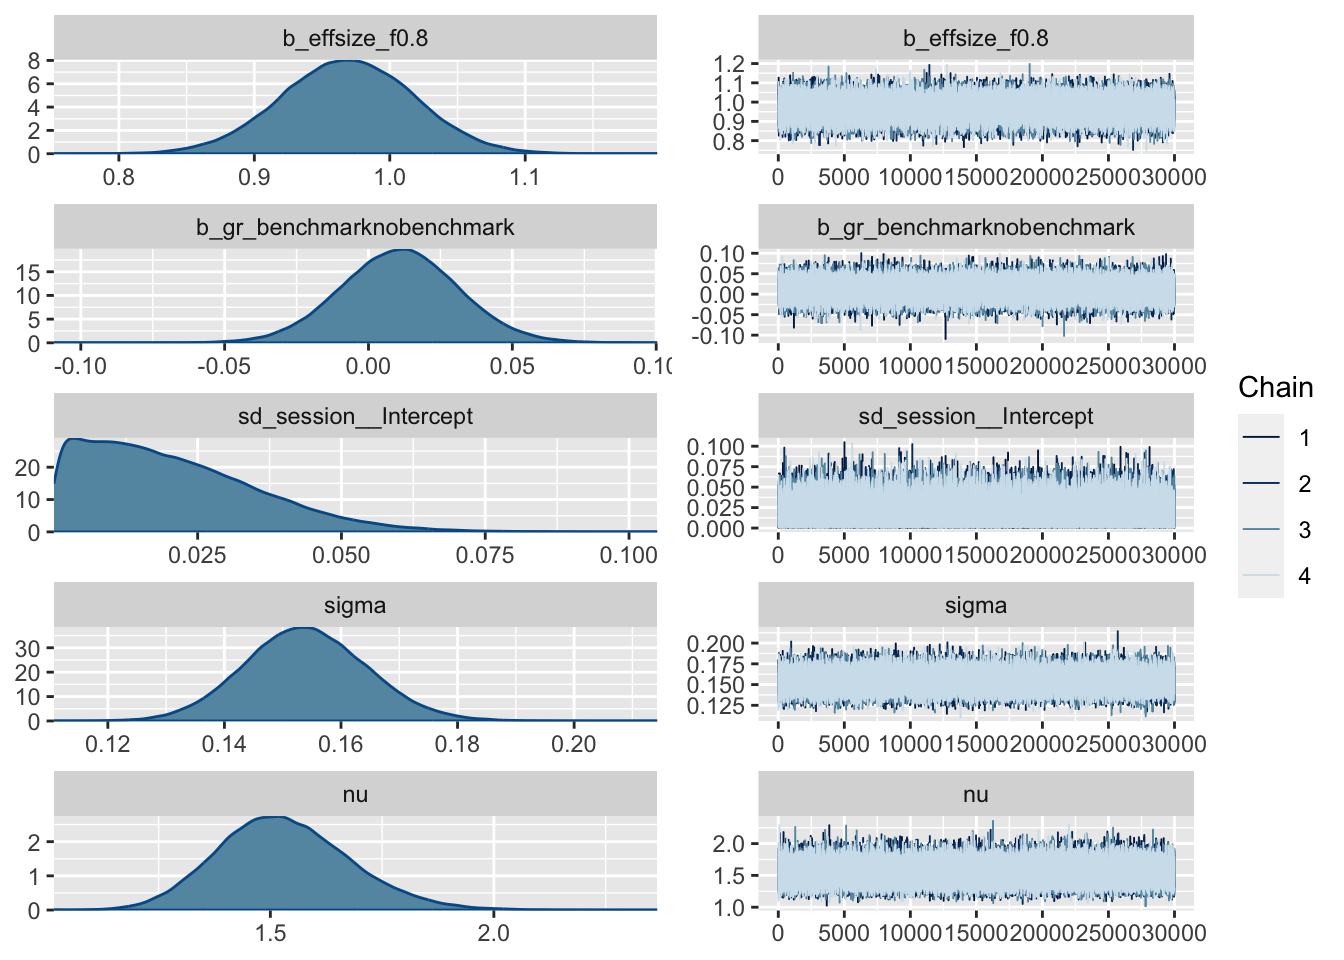 b_effsize_f0.8
8
6
4
2
0
0.8 0.9 1.0 1.1
b_effsize_f0.8
1.2
1.1
1.0
0.9
0.8
0 5000 10000 15000 20000 25000 30000
b_gr_benchmarknobenchmark
15
10
5
0
-0.10 -0.05 0.00 0.05 0.10
b_gr_benchmarknobenchmark
0.10
0.05
0.00
-0.05
-0.10
0 5000 10000 15000 20000 25000 30000
sd_session__Intercept
20
10
0
0.025 0.050 0.075 0.100
sd_session__Intercept
0.100
0.075
0.050
0.025
0.000
0 5000 10000 15000 20000 25000 30000
sigma
30
20
10
0
0.12 0.14 0.16 0.18 0.20
sigma
0.200
0.175
0.150
0.125
0 5000 10000 15000 20000 25000 30000
nu
2
1
0
1.5 2.0
nu
2.0
1.5
1.0
0 5000 10000 15000 20000 25000 30000
Chain
1
2
3
4